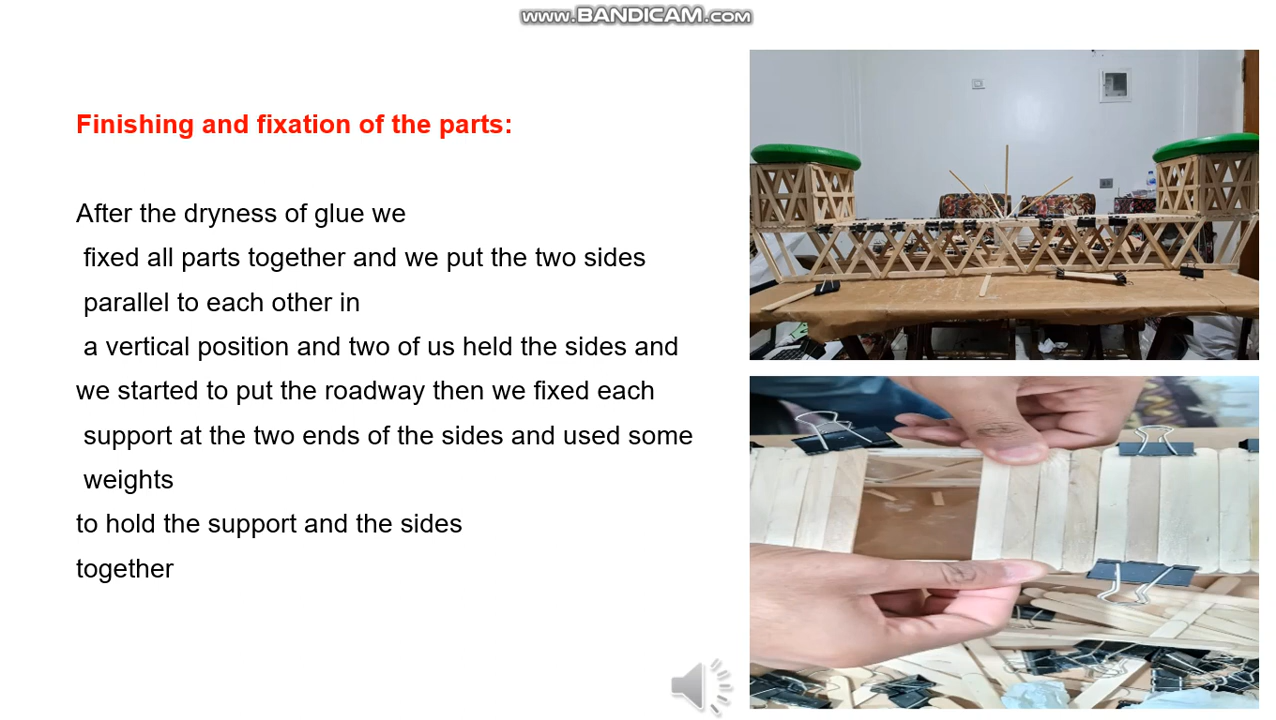 www.BANDICAM.com
Finishing and fixation of the parts:
After the dryness of glue we
fixed all parts together and we put the two sides
parallel to each other in
a vertical position and two of us held the sides and
we started to put the roadway then we fixed each
support at the two ends of the sides and used some
weights
to hold the support and the sides
together